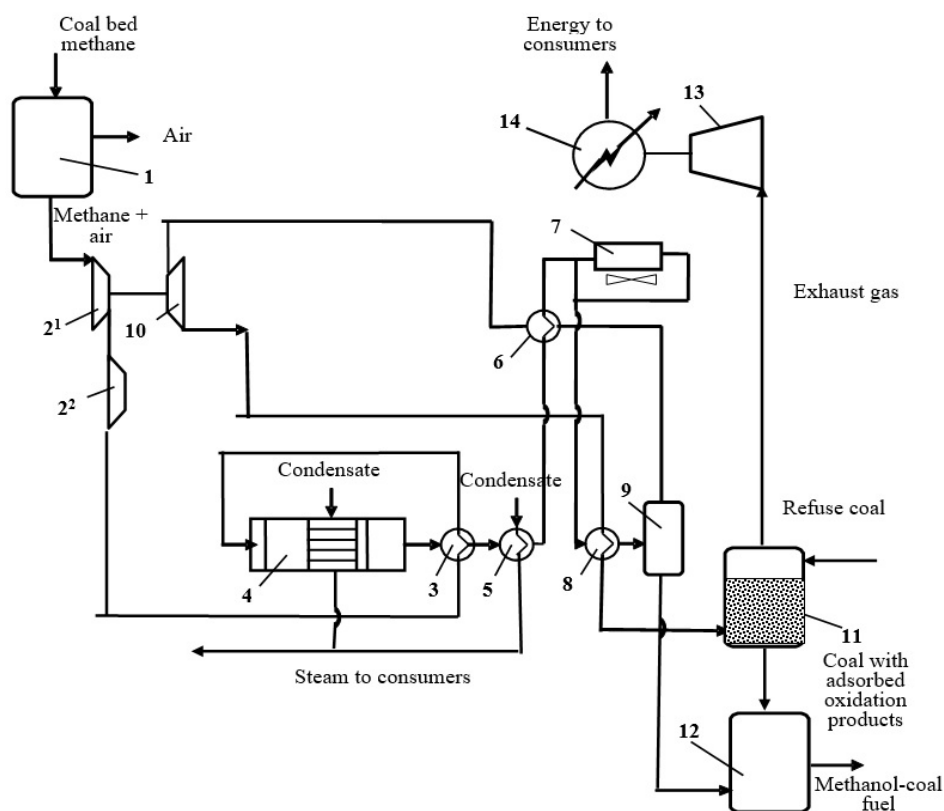 Coal bed
methane
Energy to
consumers
13
14
Air
1
Methane +
air
7
Exhaust gas
2¹
10
6
2²
Condensate
Condensate
9
Refuse coal
4
3
5
8
11
Steam to consumers
Coal with
adsorbed
oxidation
products
12
Methanol-coal
fuel